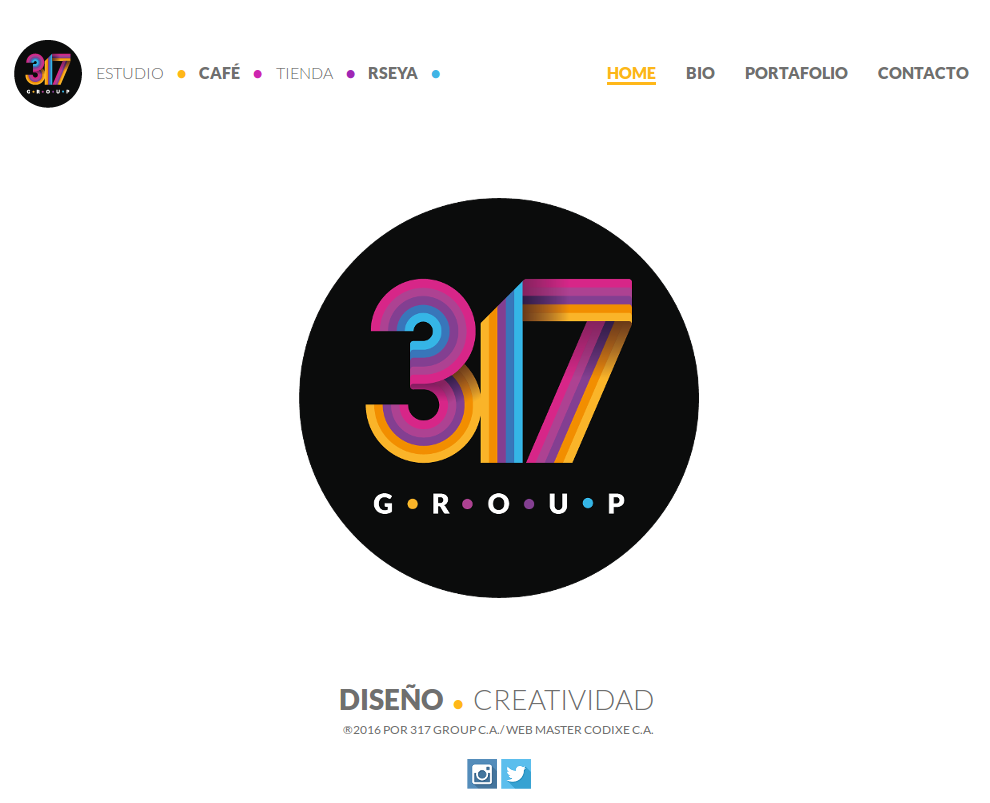 317
G•R•O•U•P
ESTUDIO • CAFÉ • TIENDA • RSEYA •
HOME BIO PORTAFOLIO CONTACTO
317
G•R•O•U•P
DISEÑO • CREATIVIDAD
®2016 POR 317 GROUP C.A./ WEB MASTER CODIXE C.A.